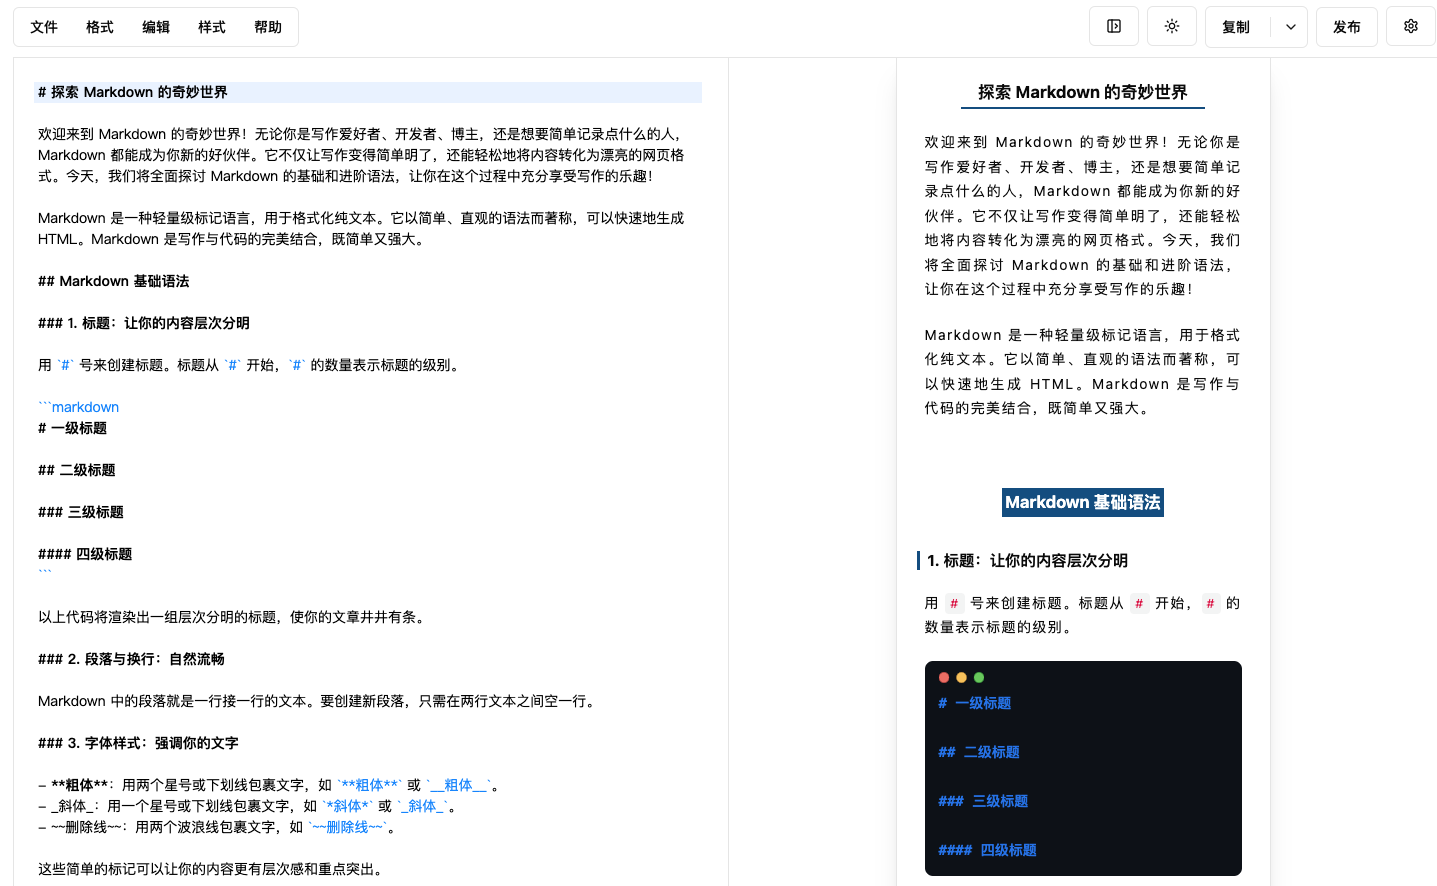 文件 格式 编辑 样式 帮助
复制 发布
# 探索 Markdown 的奇妙世界
欢迎来到 Markdown 的奇妙世界！无论你是写作爱好者、开发者、博主，还是想要简单记录点什么的人，
Markdown 都能成为你新的好伙伴。它不仅让写作变得简单明了，还能轻松地将内容转化为漂亮的网页格
式。今天，我们将全面探讨 Markdown 的基础和进阶语法，让你在这个过程中充分享受写作的乐趣！
Markdown 是一种轻量级标记语言，用于格式化纯文本。它以简单、直观的语法而著称，可以快速地生成
HTML。Markdown 是写作与代码的完美结合，既简单又强大。
## Markdown 基础语法
### 1. 标题：让你的内容层次分明
用 `#` 号来创建标题。标题从 `#` 开始，`#` 的数量表示标题的级别。
```markdown
# 一级标题
## 二级标题
### 三级标题
#### 四级标题
```
以上代码将渲染出一组层次分明的标题，使你的文章井井有条。
### 2. 段落与换行：自然流畅
Markdown 中的段落就是一行接一行的文本。要创建新段落，只需在两行文本之间空一行。
### 3. 字体样式：强调你的文字
- **粗体**：用两个星号或下划线包裹文字，如 `**粗体**` 或 `__粗体__`。
- _斜体_：用一个星号或下划线包裹文字，如 `*斜体*` 或 `_斜体_`。
- ~~删除线~~：用两个波浪线包裹文字，如 `~~删除线~~`。
这些简单的标记可以让你的内容更有层次感和重点突出。
探索 Markdown 的奇妙世界
欢迎来到 Markdown 的奇妙世界！无论你是
写作爱好者、开发者、博主，还是想要简单记
录点什么的人，Markdown 都能成为你新的好
伙伴。它不仅让写作变得简单明了，还能轻松
地将内容转化为漂亮的网页格式。今天，我们
将全面探讨 Markdown 的基础和进阶语法，
让你在这个过程中充分享受写作的乐趣！
Markdown 是一种轻量级标记语言，用于格式
化纯文本。它以简单、直观的语法而著称，可
以快速地生成 HTML。Markdown 是写作与
代码的完美结合，既简单又强大。
Markdown 基础语法
1. 标题：让你的内容层次分明
用 # 号来创建标题。标题从 # 开始，# 的
数量表示标题的级别。
# 一级标题
## 二级标题
### 三级标题
#### 四级标题